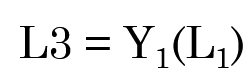 L3 = Y₁(L₁)